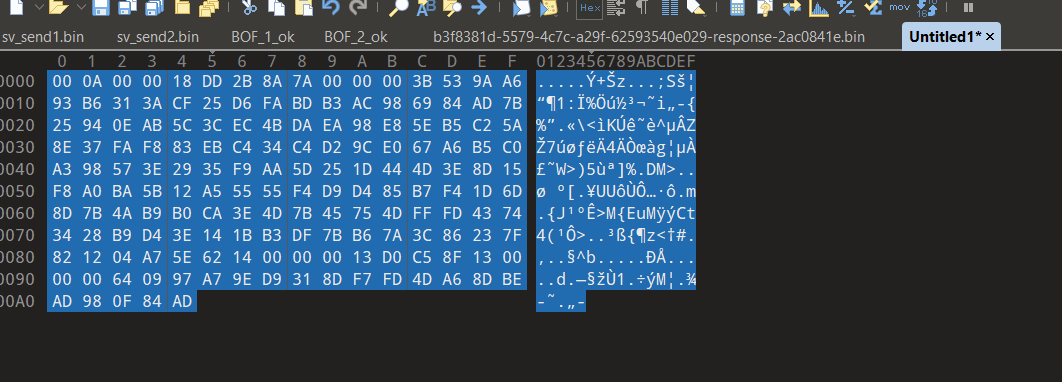 Hex mov
sv_send1.bin sv_send2.bin BOF_1_ok BOF_2_ok b3f8381d-5579-4c7c-a29f-62593540e029-response-2ac0841e.bin Untitled1* ×
0 1 2 3 4 5 6 7 8 9 A B C D E F 0123456789ABCDEF
0000 00 0A 00 00 18 DD 2B 8A 7A 00 00 00 3B 53 9A A6 .....Ý+Šz...;Sš¦
0010 93 B6 31 3A CF 25 D6 FA BD B3 AC 98 69 84 AD 7B “¶1:Ï%Öú½³¬˜i„-{
0020 25 94 0E AB 5C 3C EC 4B DA EA 98 E8 5E B5 C2 5A %”.«\<ìKÚê˜è^µÂZ
0030 8E 37 FA F8 83 EB C4 34 C4 D2 9C E0 67 A6 B5 C0 Ž7úøƒëÄ4ÄÒœàg¦µÀ
0040 A3 98 57 3E 29 35 F9 AA 5D 25 1D 44 4D 3E 8D 15 £˜W>)5ùª]%.DM>..
0050 F8 A0 BA 5B 12 A5 55 55 F4 D9 D4 85 B7 F4 1D 6D ø º[.¥UUôÙÔ…·ô.m
0060 8D 7B 4A B9 B0 CA 3E 4D 7B 45 75 4D FF FD 43 74 .{J¹°Ê>M{EuMÿýCt
0070 34 28 B9 D4 3E 14 1B B3 DF 7B B6 7A 3C 86 23 7F 4(¹Ô>..³ß{¶z<†#.
0080 82 12 04 A7 5E 62 14 00 00 00 13 D0 C5 8F 13 00 ‚..§^b.....ÐÅ...
0090 00 00 64 09 97 A7 9E D9 31 8D F7 FD 4D A6 8D BE ..d.—§žÙ1.÷ýM¦.¾
00A0 AD 98 0F 84 AD -˜.„-